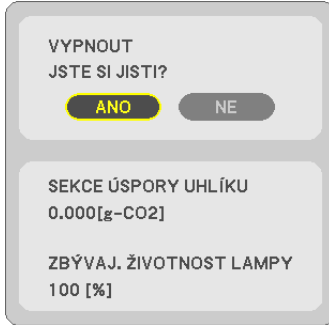 VYPNOUT
JSTE SI JISTI?
ANO NE
SEKCE ÚSPORY UHLÍKU
0.000[g-CO2]
ZBÝVAJ. ŽIVOTNOST LAMPY
100 [%]